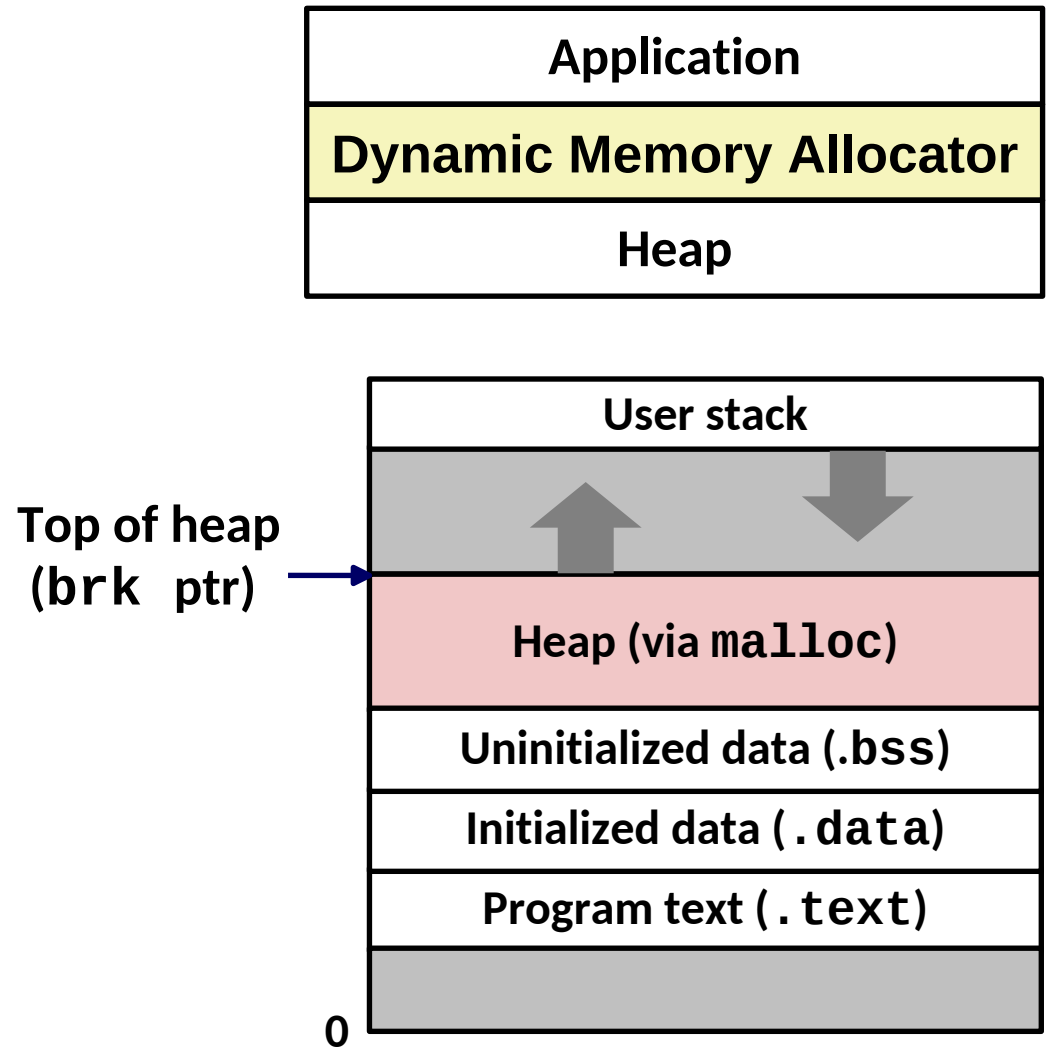 Application
Dynamic Memory Allocator
Heap
User stack
Top of heap
(brk ptr)
Heap (via malloc)
Uninitialized data (.bss)
Initialized data (.data)
Program text (.text)
0